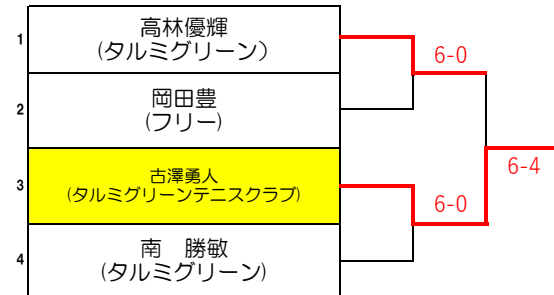 1
高林優輝
(タルミグリーン）
2
岡田豊
(フリー)
3
古澤勇人
(タルミグリーンテニスクラブ)
4
南　勝敏
(タルミグリーン)
6-0
6-0
6-4